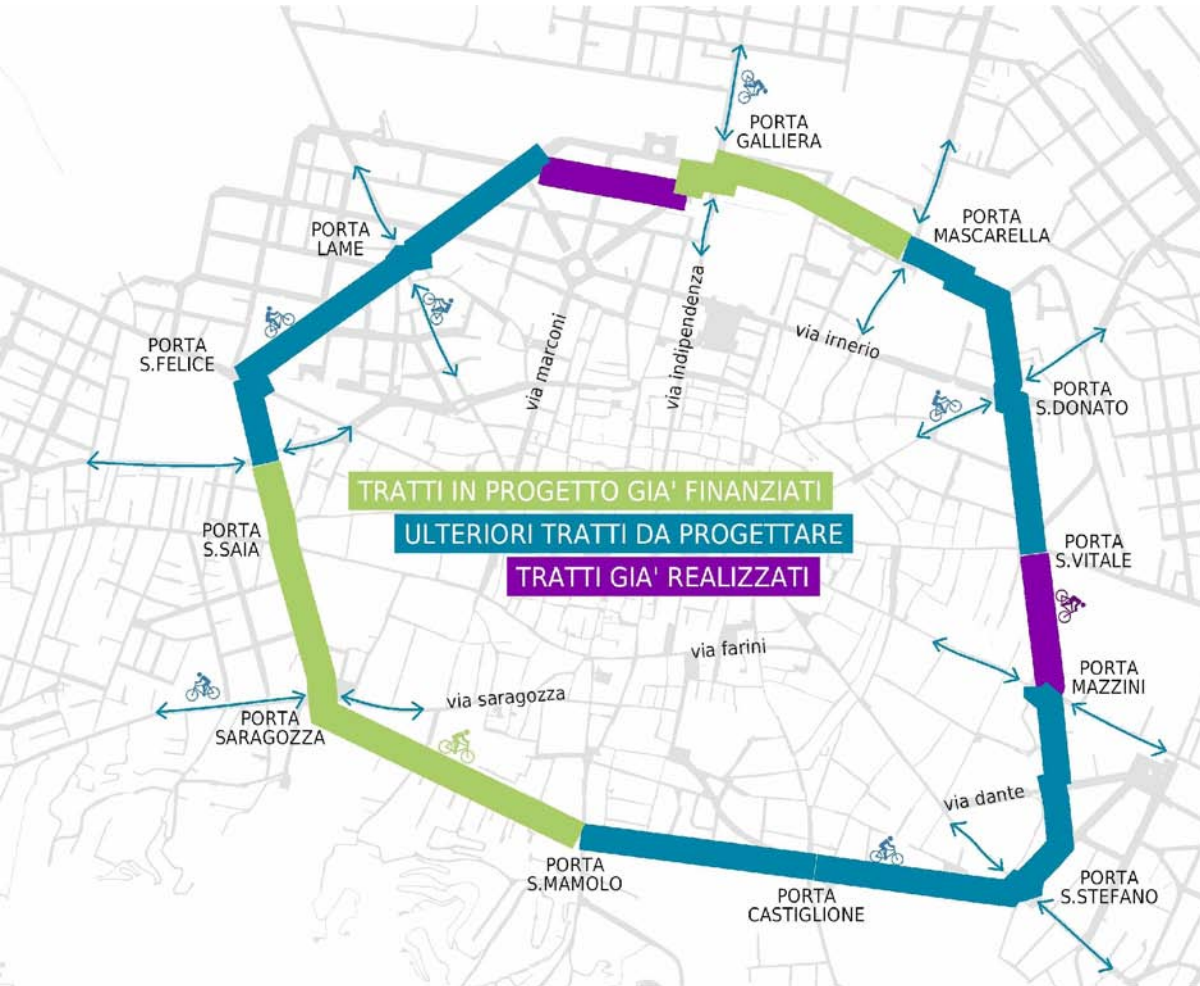 PORTA
GALLIERA
PORTA
MASCARELLA
PORTA
LAME
via marconi
via indipendenza
via irnerio
PORTA
S.FELICE
PORTA
S.DONATO
TRATTI IN PROGETTO GIA' FINANZIATI
ULTERIORI TRATTI DA PROGETTARE
TRATTI GIA' REALIZZATI
PORTA
S.SAIA
PORTA
S.VITALE
via farini
PORTA
MAZZINI
via saragozza
PORTA
SARAGOZZA
via dante
PORTA
S.MAMOLO
PORTA
CASTIGLIONE
PORTA
S.STEFANO